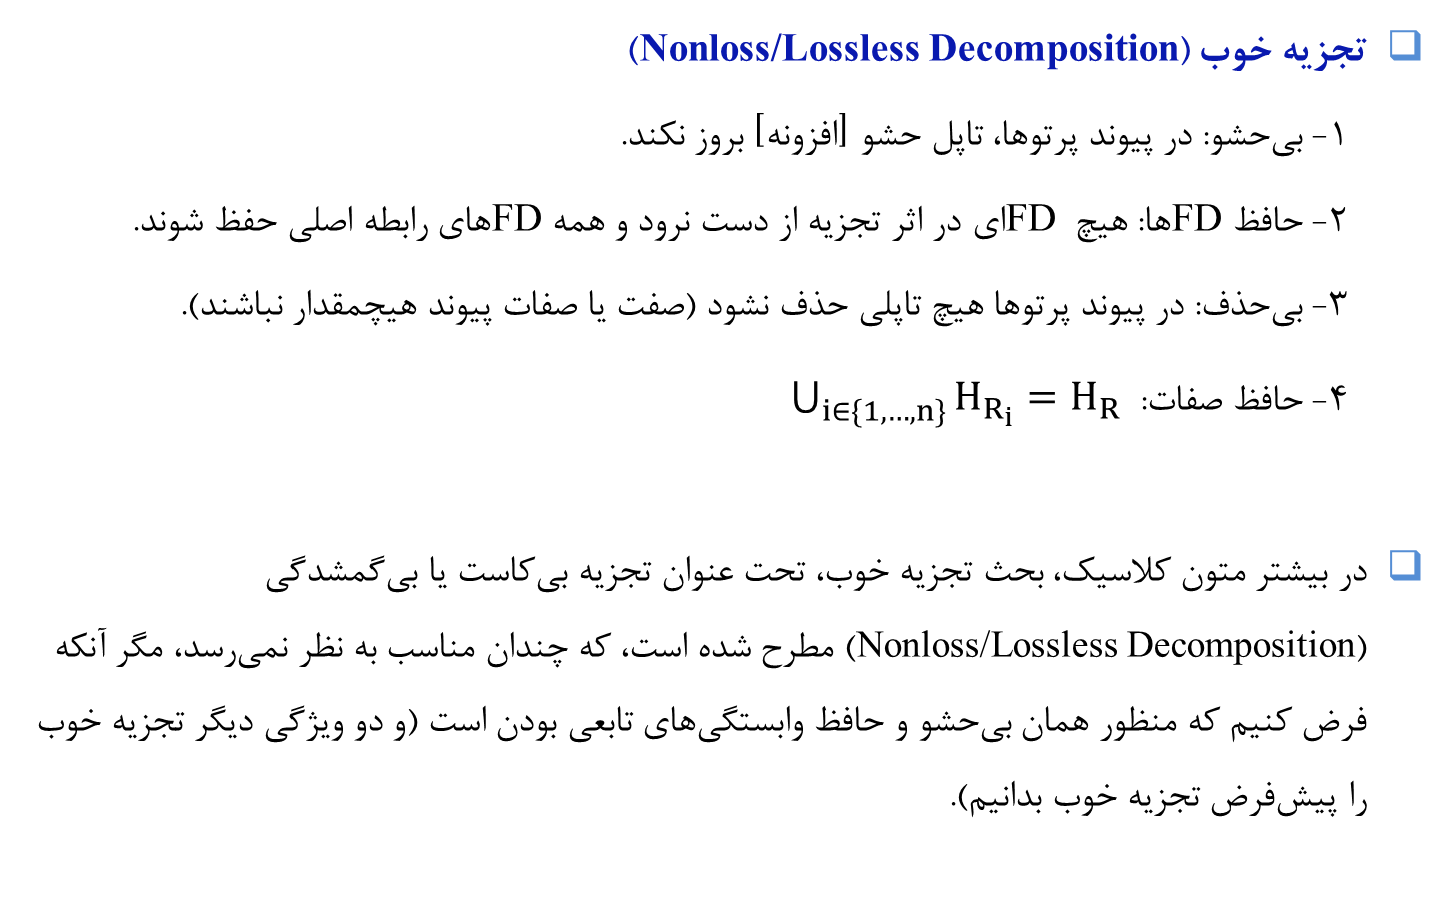 تجزیه خوب (Nonloss/Lossless Decomposition)
۱- بی‌حشو: در پیوند پرتوها، تاپل حشو [افزونه] بروز نکند.
۲- حافظ FDها: هیچ FDای در اثر تجزیه از دست نرود و همه FDهای رابطه اصلی حفظ شوند.
۳- بی‌حذف: در پیوند پرتوها هیچ تاپلی حذف نشود (صفت یا صفات پیوند هیچمقدار نباشند).
۴- حافظ صفات: ⋃_{i∈{1,...,n}} H_{R_i} = H_R
در بیشتر متون کلاسیک، بحث تجزیه خوب، تحت عنوان تجزیه بی‌کاست یا بی‌گمشدگی
(Nonloss/Lossless Decomposition) مطرح شده است، که چندان مناسب به نظر نمی‌رسد، مگر آنکه
فرض کنیم که منظور همان بی‌حشو و حافظ وابستگی‌های تابعی بودن است (و دو ویژگی دیگر تجزیه خوب
را پیش‌فرض تجزیه خوب بدانیم).